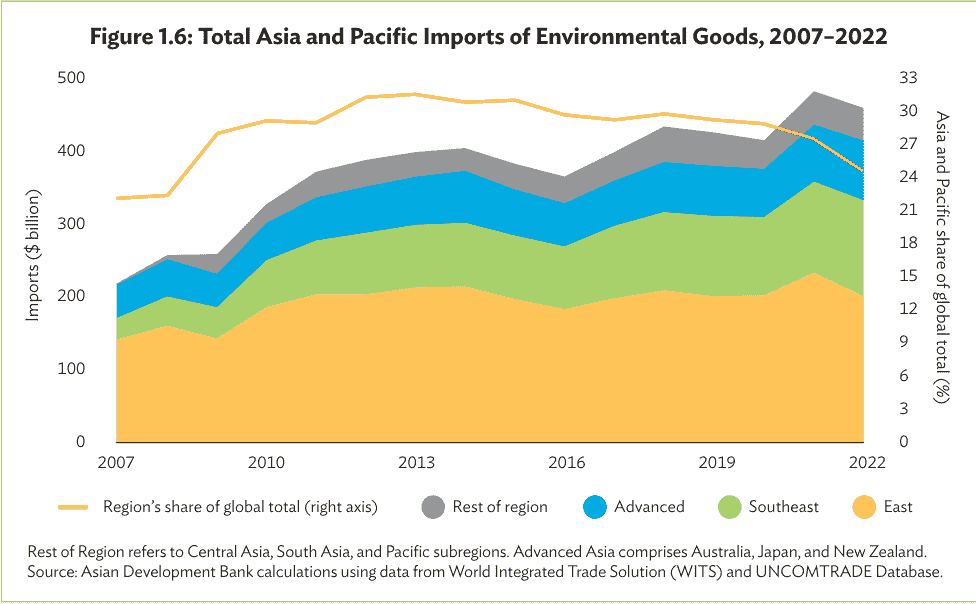 Figure 1.6: Total Asia and Pacific Imports of Environmental Goods, 2007–2022
500
400
300
200
100
0
Imports ($ billion)
33
30
27
24
21
18
15
12
9
6
3
0
Asia and Pacific share of global total (%)
2007 2010 2013 2016 2019 2022
Region's share of global total (right axis) Rest of region Advanced Southeast East
Rest of Region refers to Central Asia, South Asia, and Pacific subregions. Advanced Asia comprises Australia, Japan, and New Zealand.
Source: Asian Development Bank calculations using data from World Integrated Trade Solution (WITS) and UNCOMTRADE Database.